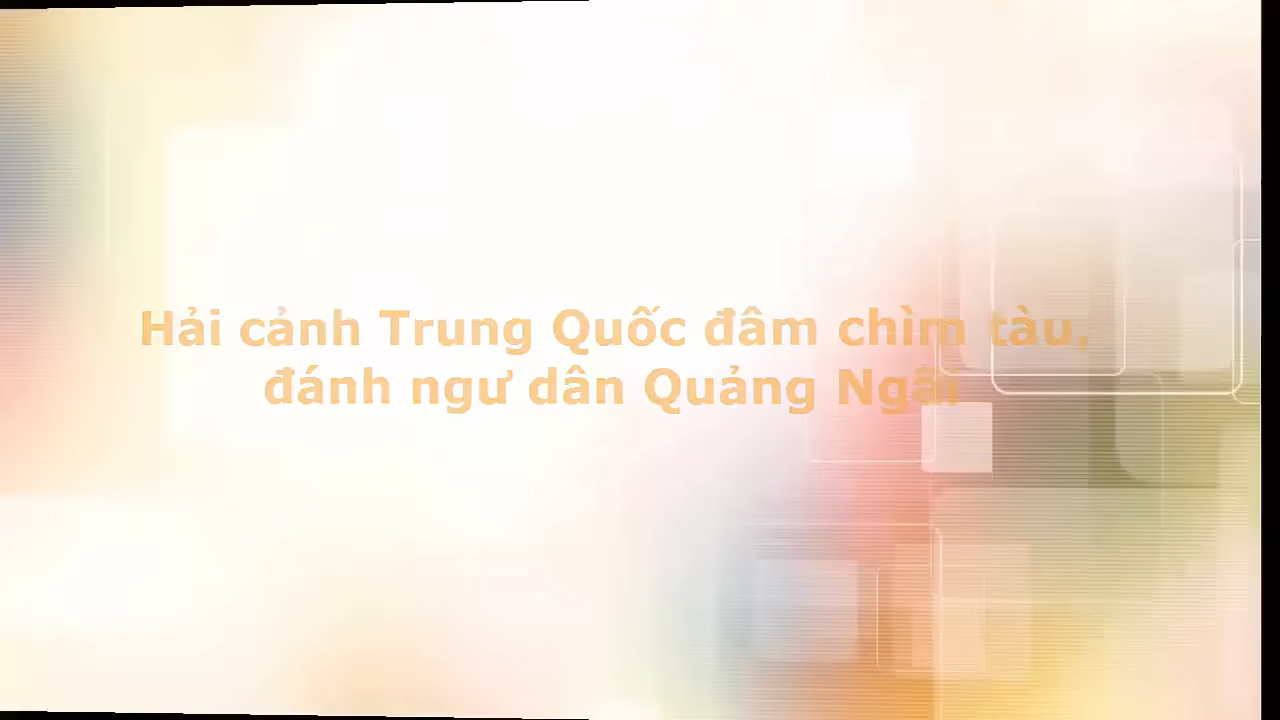 Hải cảnh Trung Quốc đâm chìm tàu,
đánh ngư dân Quảng Ngãi